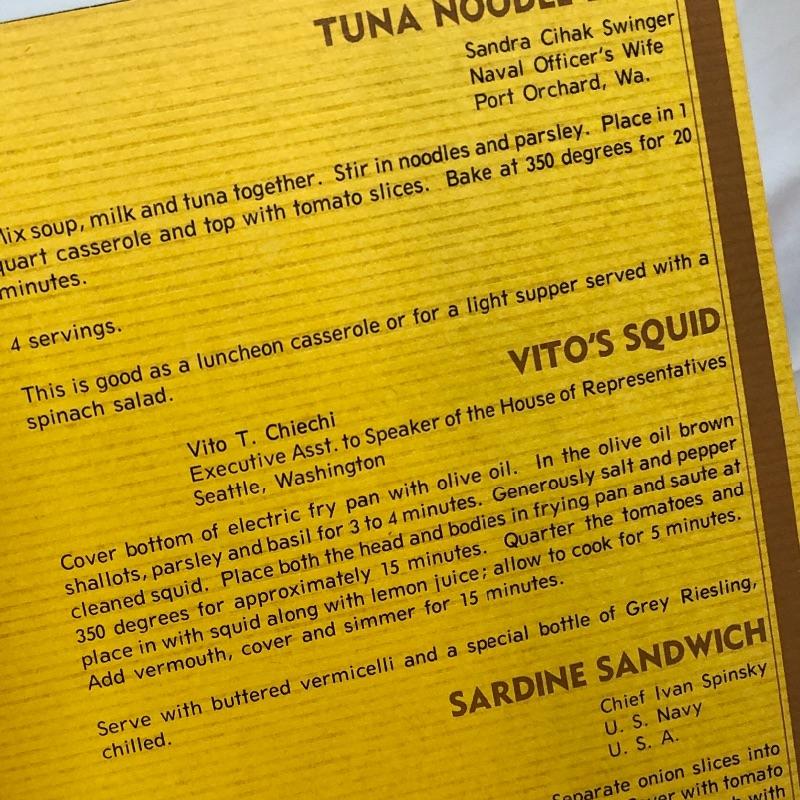 TUNA NOODLE
Sandra Cihak Swinger
Naval Officer's Wife
Port Orchard, Wa.
soup, milk and tuna together. Stir in noodles and parsley. Place in 1
quart casserole and top with tomato slices. Bake at 350 degrees for 20
minutes.
4 servings.
This is good as a luncheon casserole or for a light supper served with a
spinach salad.
VITO'S SQUID
Vito T. Chiechi
Executive Asst. to Speaker of the House of Representatives
Seattle, Washington
Cover bottom of electric fry pan with olive oil. In the olive oil brown
shallots, parsley and basil for 3 to 4 minutes. Generously salt and pepper
cleaned squid. Place both the head and bodies in frying pan and saute at
350 degrees for approximately 15 minutes. Quarter the tomatoes and
place in with squid along with lemon juice; allow to cook for 5 minutes.
Add vermouth, cover and simmer for 15 minutes.
Serve with buttered vermicelli and a special bottle of Grey Riesling,
chilled.
SARDINE SANDWICH
Chief Ivan Spinsky
U. S. Navy
U. S. A.
Separate onion slices into
with tomato
with